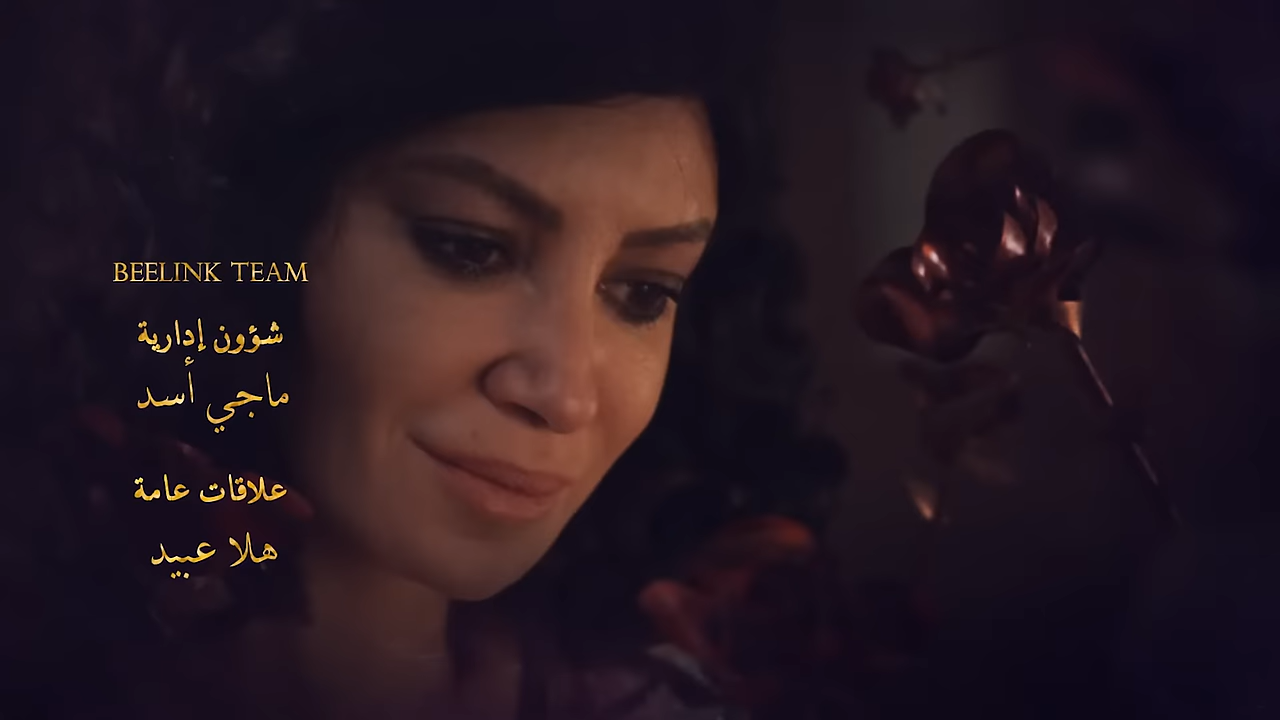 BEELINK TEAM
شؤون إدارية
ماجي أسد
علاقات عامة
هلا عبيد